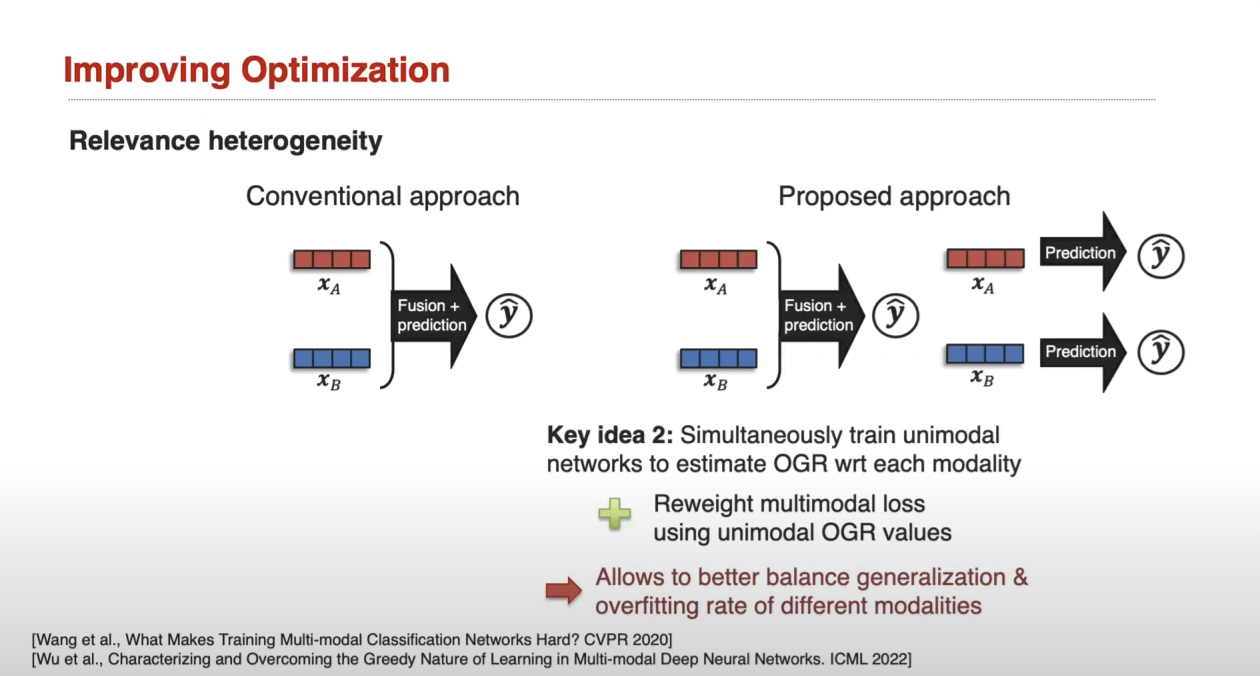 Improving Optimization
Relevance heterogeneity
Conventional approach
x_A
x_B
Fusion +
prediction
ŷ
Proposed approach
x_A
x_B
Fusion +
prediction
ŷ
x_A
Prediction
ŷ
x_B
Prediction
ŷ
Key idea 2: Simultaneously train unimodal
networks to estimate OGR wrt each modality
Reweight multimodal loss
using unimodal OGR values
Allows to better balance generalization &
overfitting rate of different modalities
[Wang et al., What Makes Training Multi-modal Classification Networks Hard? CVPR 2020]
[Wu et al., Characterizing and Overcoming the Greedy Nature of Learning in Multi-modal Deep Neural Networks. ICML 2022]